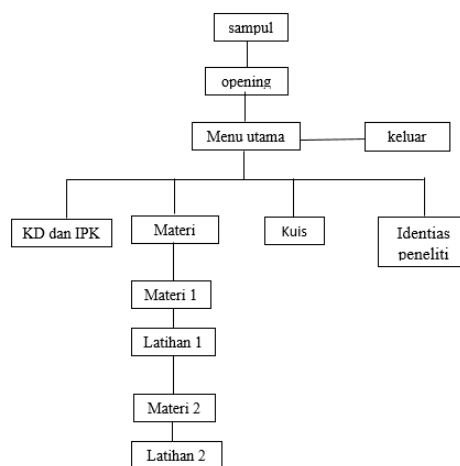 sampul
opening
Menu utama
keluar
KD dan IPK
Materi
Kuis
Identias
peneliti
Materi 1
Latihan 1
Materi 2
Latihan 2